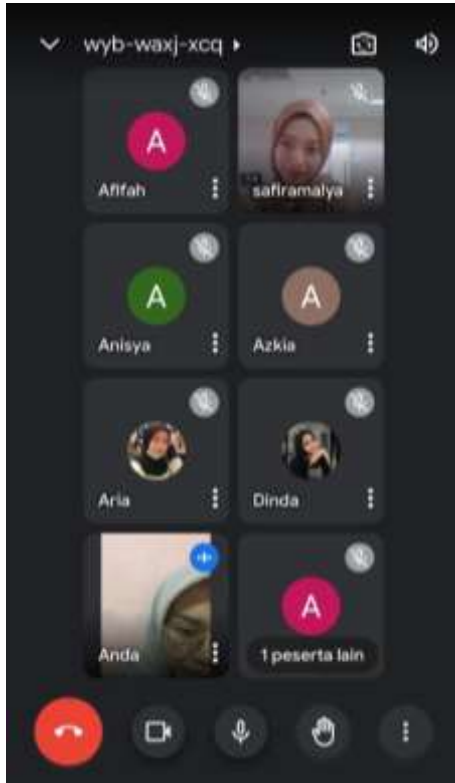 wyb-waxj-xcq
A
Afifah
safiramalya
A
Anisya
A
Azkia
Aria
Dinda
Anda
A
1 peserta lain